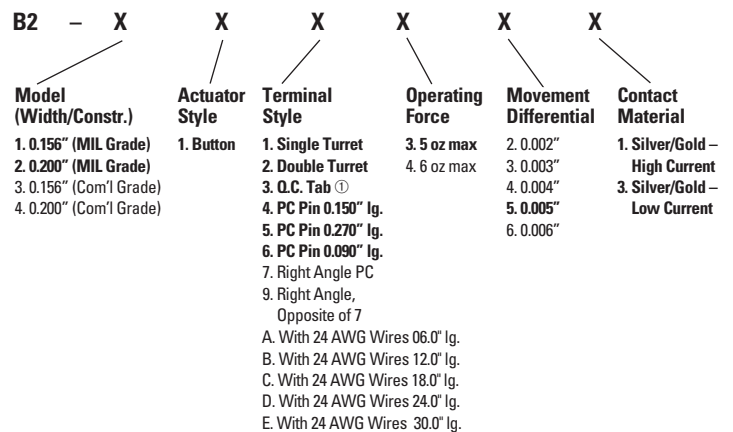 B2 – X X X X X X
Model
(Width/Constr.)
1. 0.156" (MIL Grade)
2. 0.200" (MIL Grade)
3. 0.156" (Com'l Grade)
4. 0.200" (Com'l Grade)
Actuator
Style
1. Button
Terminal
Style
1. Single Turret
2. Double Turret
3. Q.C. Tab ①
4. PC Pin 0.150" lg.
5. PC Pin 0.270" lg.
6. PC Pin 0.090" lg.
7. Right Angle PC
9. Right Angle,
Opposite of 7
A. With 24 AWG Wires 06.0" lg.
B. With 24 AWG Wires 12.0" lg.
C. With 24 AWG Wires 18.0" lg.
D. With 24 AWG Wires 24.0" lg.
E. With 24 AWG Wires 30.0" lg.
Operating
Force
3. 5 oz max
4. 6 oz max
Movement
Differential
2. 0.002"
3. 0.003"
4. 0.004"
5. 0.005"
6. 0.006"
Contact
Material
1. Silver/Gold –
High Current
3. Silver/Gold –
Low Current